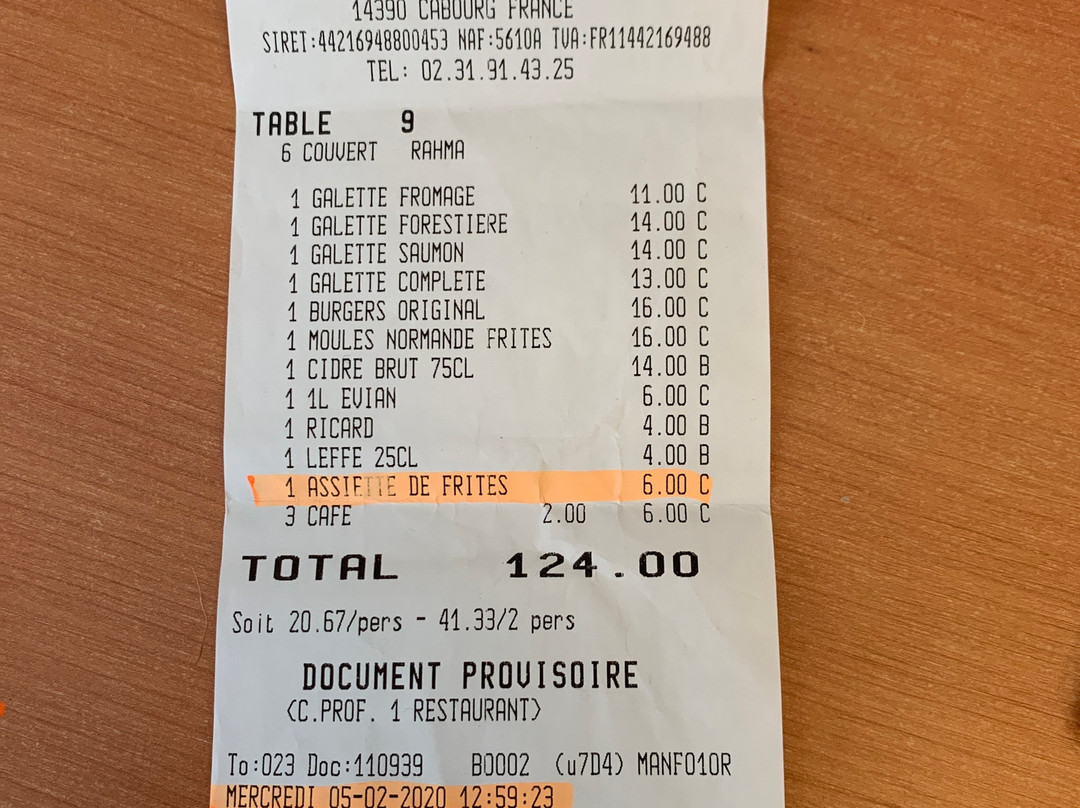 14390 CABOURG FRANCE
SIRET:44216948800453 NAF:5610A TVA:FR11442169488
TEL: 02.31.91.43.25
TABLE 9
6 COUVERT RAHMA
1 GALETTE FROMAGE 11.00 C
1 GALETTE FORESTIERE 14.00 C
1 GALETTE SAUMON 14.00 C
1 GALETTE COMPLETE 13.00 C
1 BURGERS ORIGINAL 16.00 C
1 MOULES NORMANDE FRITES 16.00 C
1 CIDRE BRUT 75CL 14.00 B
1 1L EVIAN 6.00 C
1 RICARD 4.00 B
1 LEFFE 25CL 4.00 B
1 ASSIETTE DE FRITES 6.00 C
3 CAFE 2.00 6.00 C
TOTAL 124.00
Soit 20.67/pers - 41.33/2 pers
DOCUMENT PROVISOIRE
(C.PROF. 1 RESTAURANT)
To:023 Doc:110939 B0002 (u7D4) MANF010R
MERCREDI 05-02-2020 12:59:23